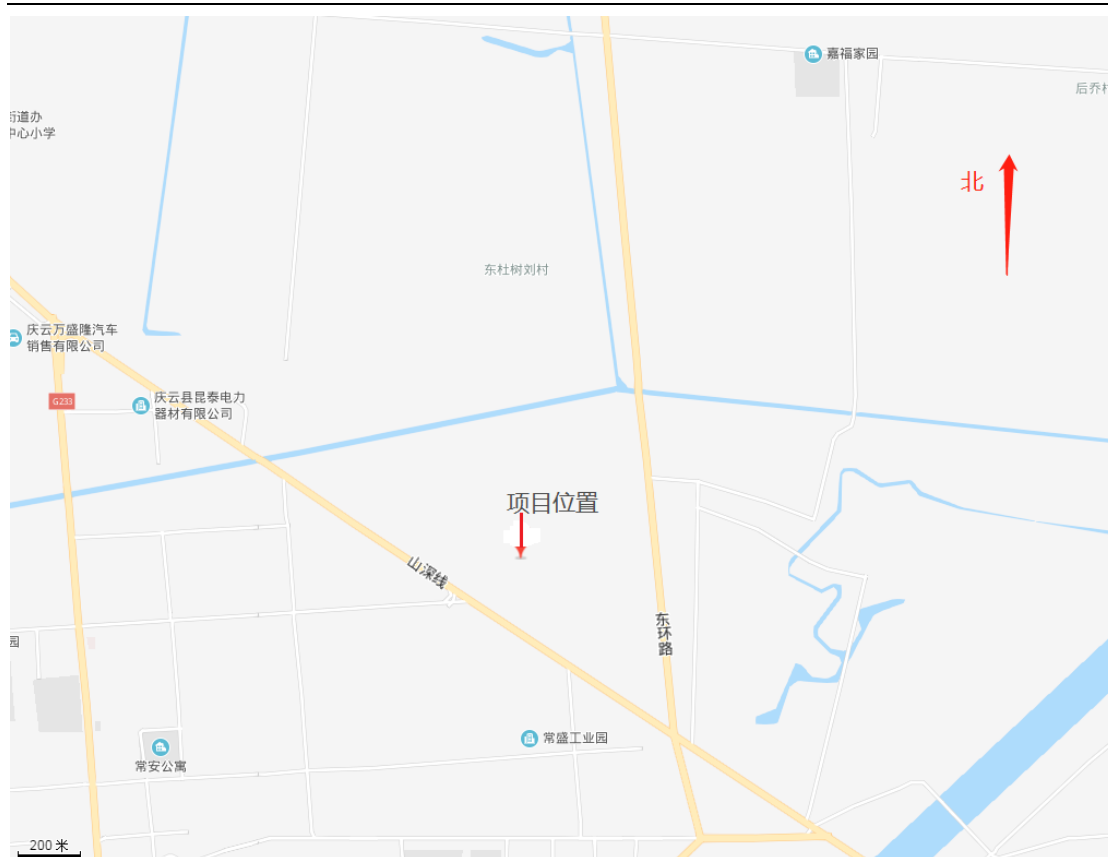 嘉福家园
后乔村
街道办
中心小学
北
东杜树刘村
庆云万盛隆汽车
销售有限公司
G233
庆云县昆泰电力
器材有限公司
项目位置
山深线
东环路
园
常盛工业园
常安公寓
200 米